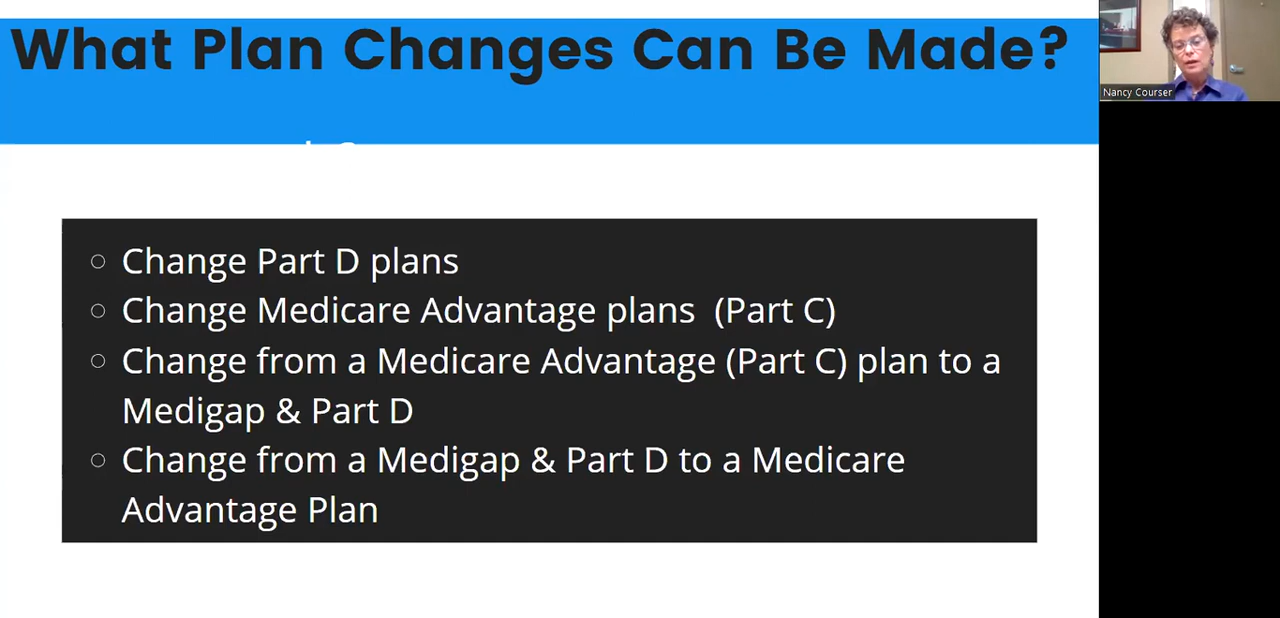 What Plan Changes Can Be Made?
Nancy Courser
○ Change Part D plans
○ Change Medicare Advantage plans (Part C)
○ Change from a Medicare Advantage (Part C) plan to a
Medigap & Part D
○ Change from a Medigap & Part D to a Medicare
Advantage Plan